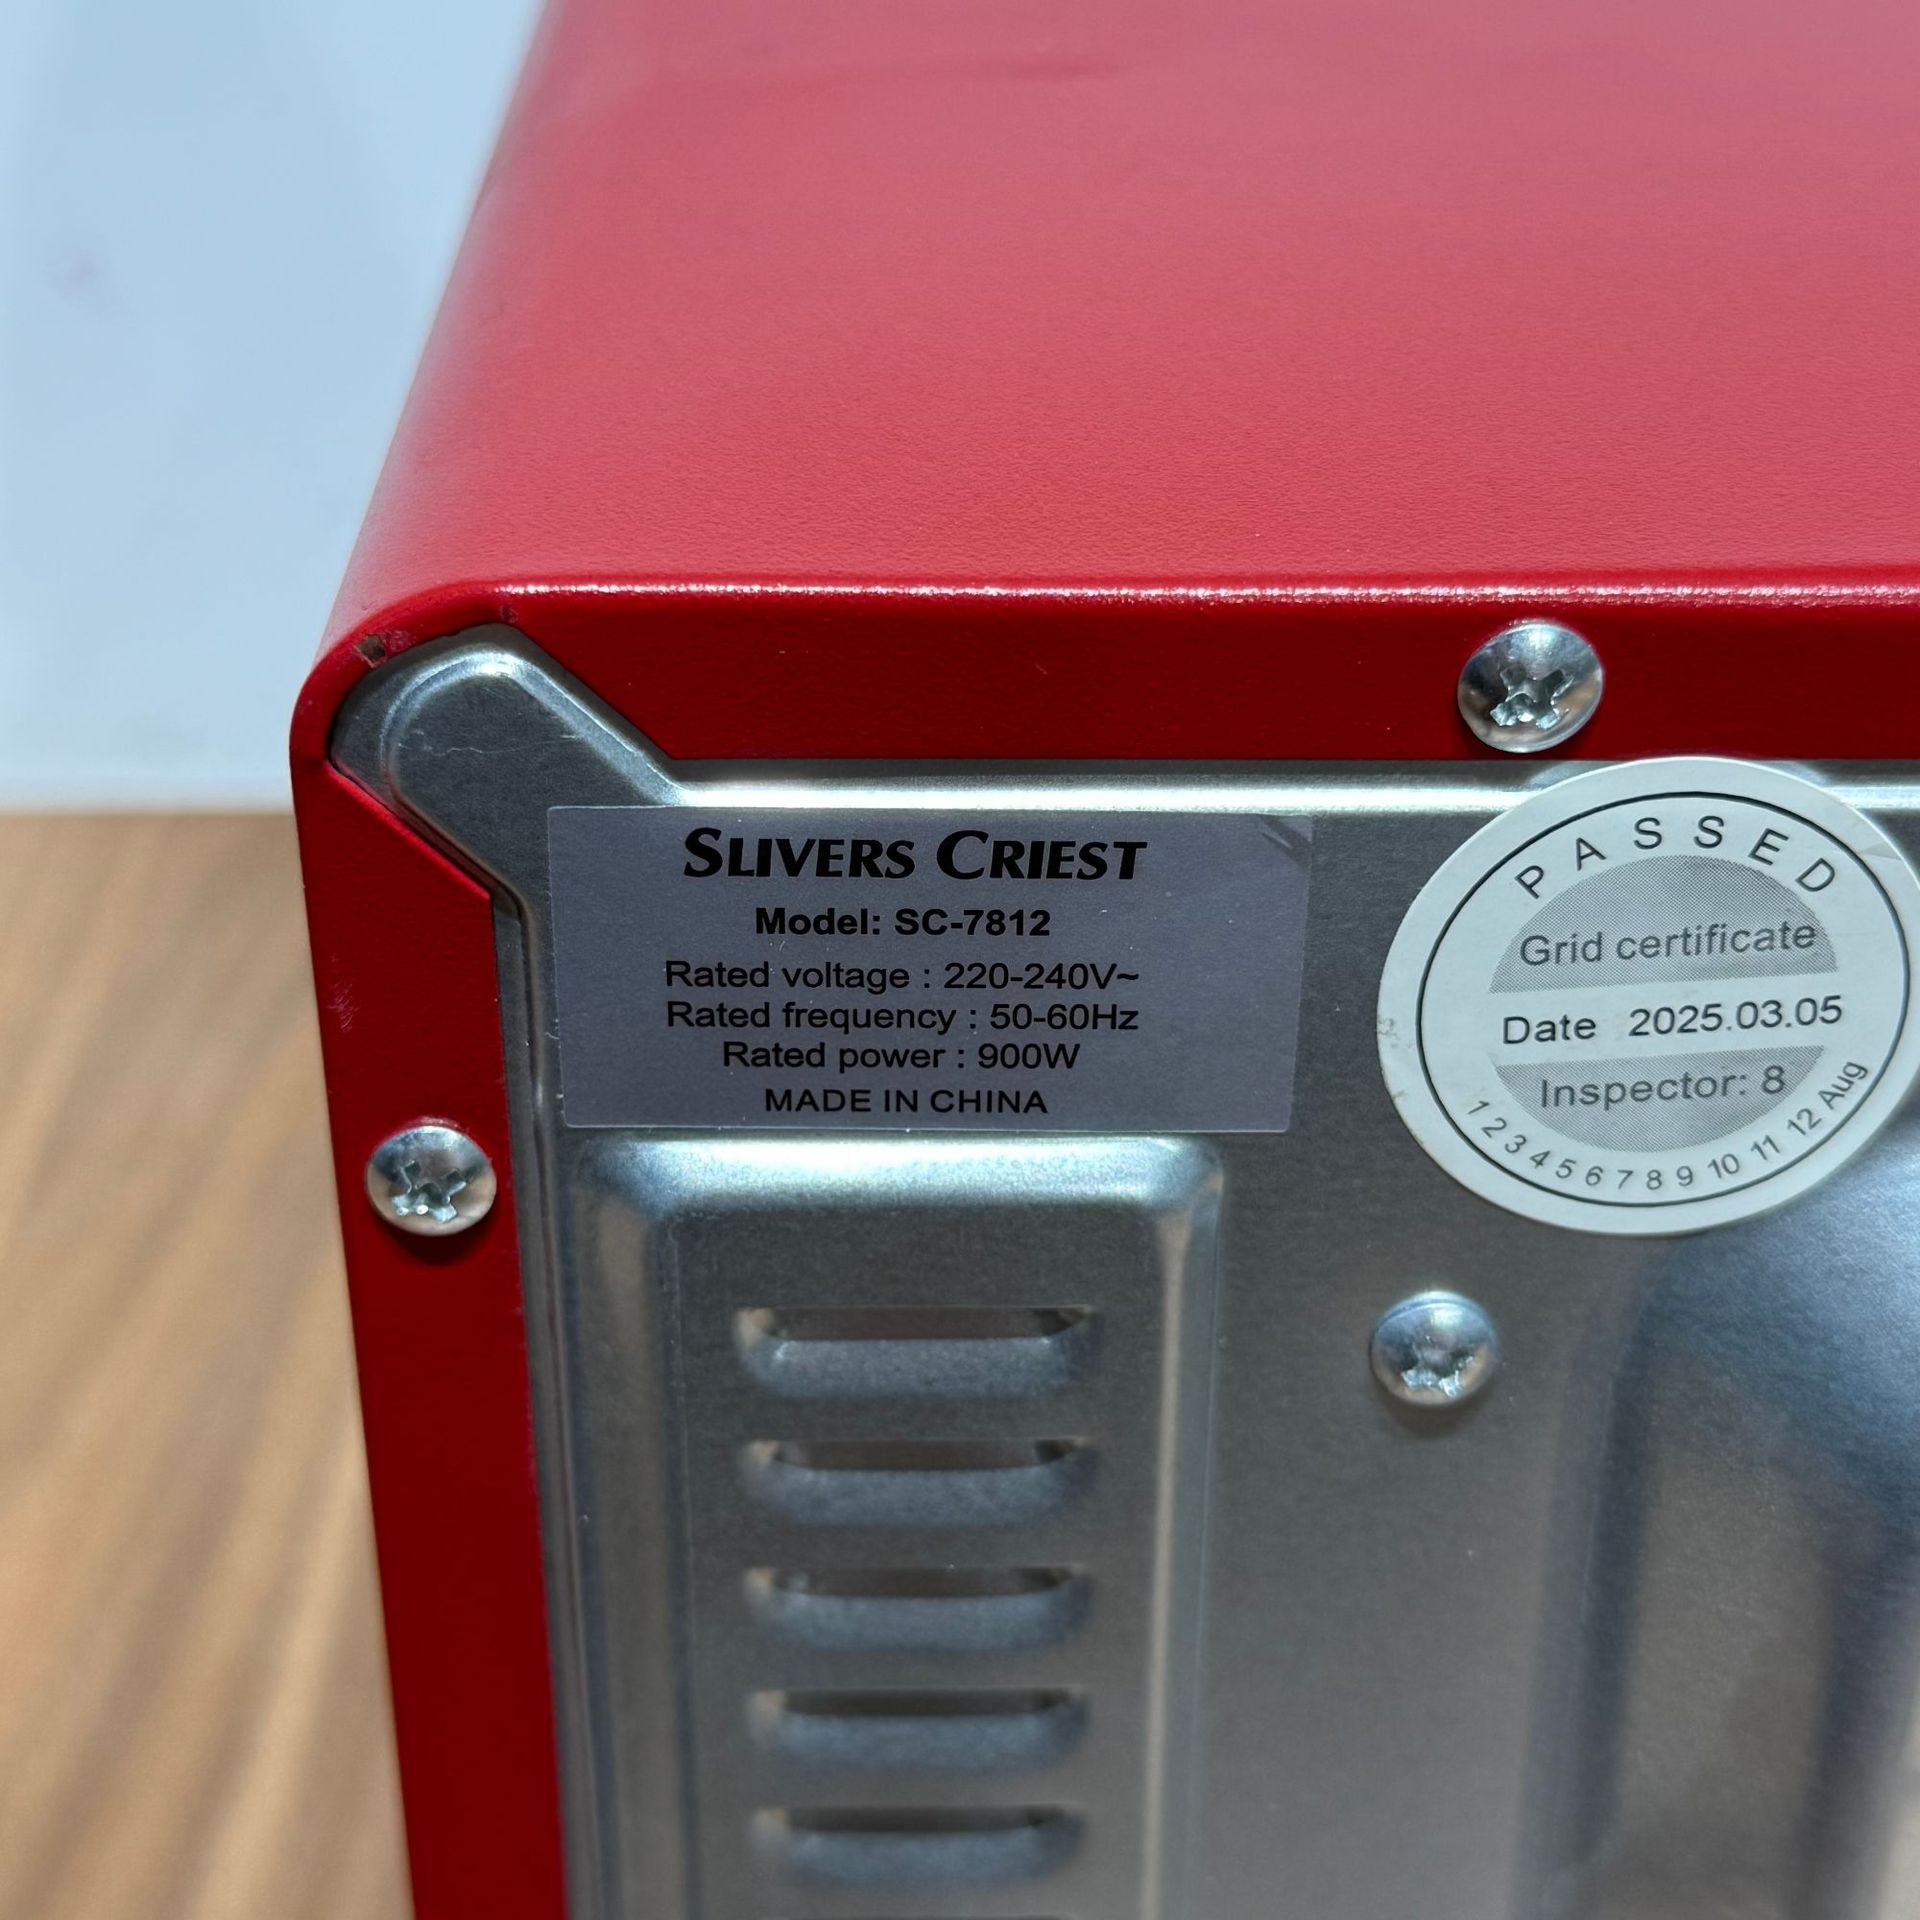 SLIVERS CRIEST
Model: SC-7812
Rated voltage : 220-240V~
Rated frequency : 50-60Hz
Rated power : 900W
MADE IN CHINA
PASSED
Grid certificate
Date 2025.03.05
Inspector: 8
1 2 3 4 5 6 7 8 9 10 11 12 Aug